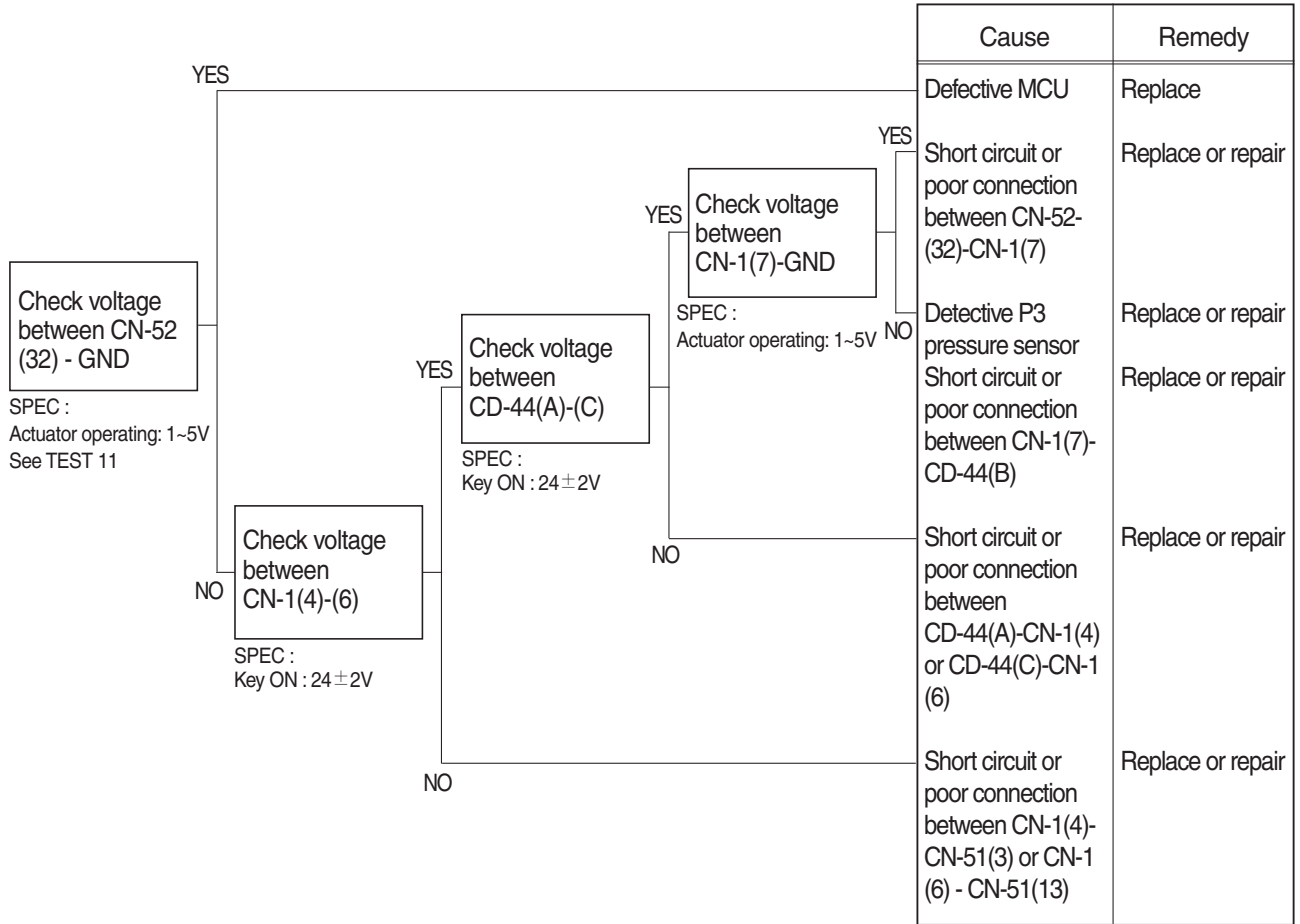 Cause
Remedy
YES
Defective MCU
Replace
YES
Short circuit or
poor connection
between CN-52-
(32)-CN-1(7)
Replace or repair
YES
Check voltage
between
CN-1(7)-GND
SPEC :
Actuator operating: 1~5V
NO
Detective P3
pressure sensor
Replace or repair
Short circuit or
poor connection
between CN-1(7)-
CD-44(B)
Replace or repair
Check voltage
between CN-52
(32) - GND
SPEC :
Actuator operating: 1~5V
See TEST 11
YES
Check voltage
between
CD-44(A)-(C)
SPEC :
Key ON : 24±2V
NO
Short circuit or
poor connection
between
CD-44(A)-CN-1(4)
or CD-44(C)-CN-1
(6)
Replace or repair
NO
Check voltage
between
CN-1(4)-(6)
SPEC :
Key ON : 24±2V
NO
Short circuit or
poor connection
between CN-1(4)-
CN-51(3) or CN-1
(6) - CN-51(13)
Replace or repair